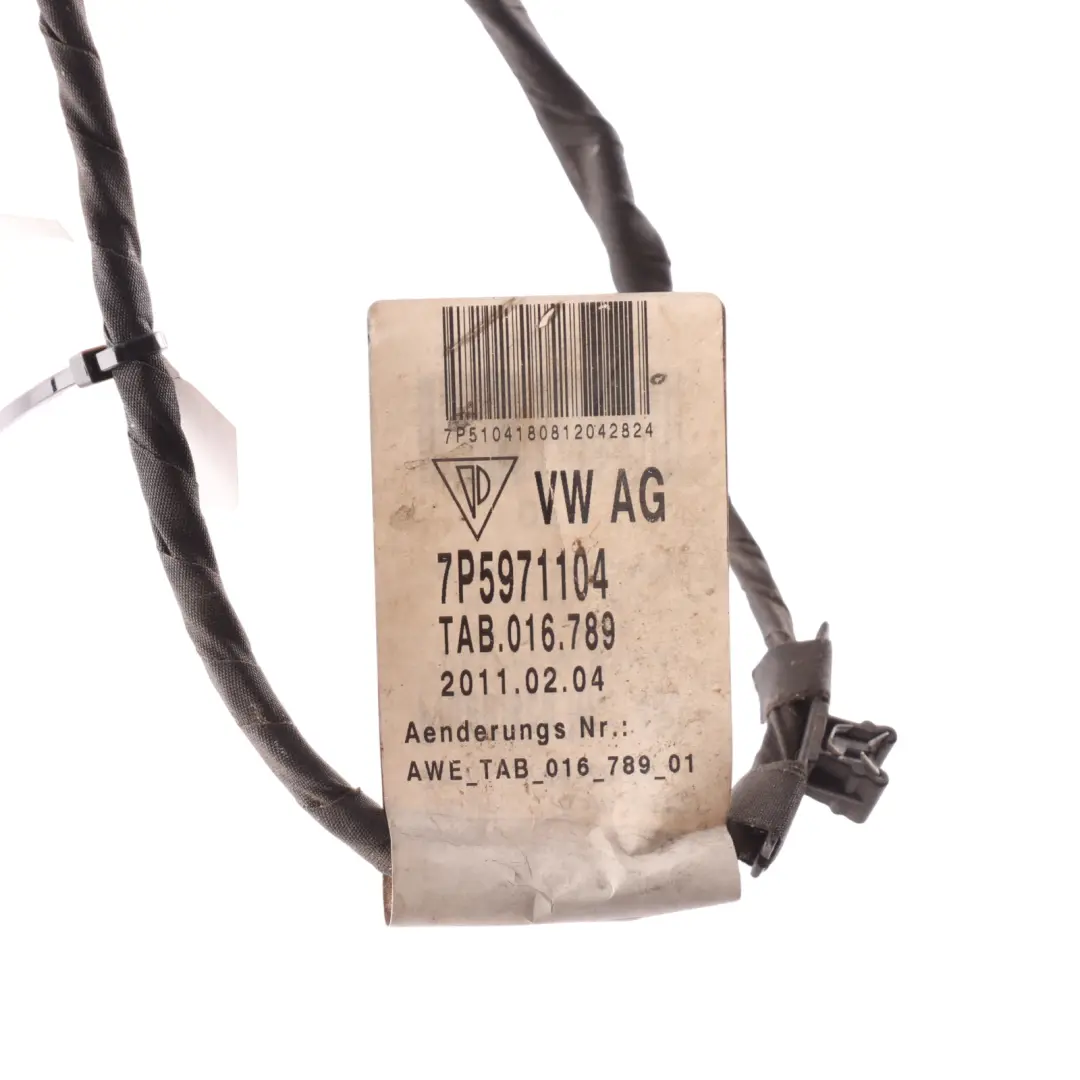 7P5104180812042824
VW AG
7P5971104
TAB.016.789
2011.02.04
Aenderungs Nr.:
AWE_TAB_016_789_01